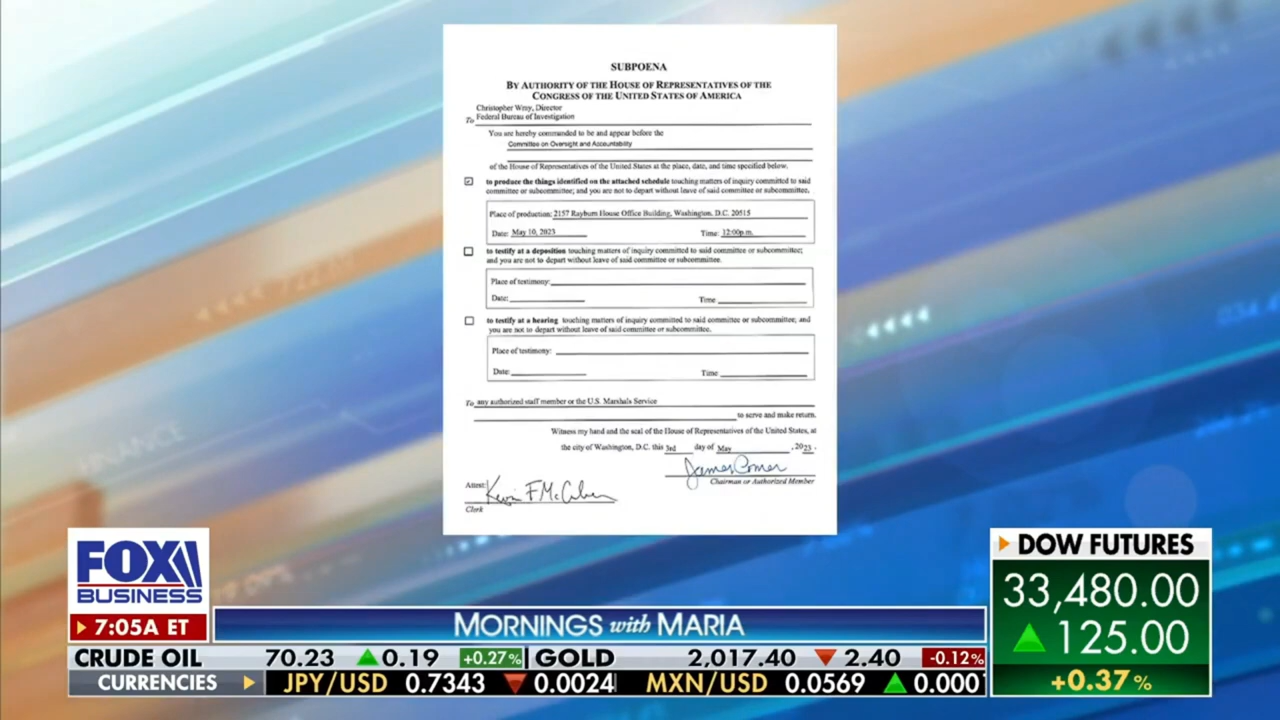 SUBPOENA
BY AUTHORITY OF THE HOUSE OF REPRESENTATIVES OF THE
CONGRESS OF THE UNITED STATES OF AMERICA
Christopher Wray, Director
To Federal Bureau of Investigation
You are hereby commanded to be and appear before the
Committee on Oversight and Accountability
of the House of Representatives of the United States at the place, date, and time specified below.
to produce the things identified on the attached schedule touching matters of inquiry committed to said
committee or subcommittee; and you are not to depart without leave of said committee or subcommittee.
Place of production: 2157 Rayburn House Office Building, Washington, D.C. 20515
Date: May 10, 2023 Time: 12:00p.m.
to testify at a deposition touching matters of inquiry committed to said committee or subcommittee;
and you are not to depart without leave of said committee or subcommittee.
Place of testimony:
Date: Time
to testify at a hearing touching matters of inquiry committed to said committee or subcommittee; and
you are not to depart without leave of said committee or subcommittee.
Place of testimony:
Date: Time:
To any authorized staff member or the U.S. Marshals Service
to serve and make return.
Witness my hand and the seal of the House of Representatives of the United States, at
the city of Washington, D.C. this 3rd day of May, 2023.
James Comer
Attest: Chairman or Authorized Member
Clerk
FOX
BUSINESS
7:05A ET
MORNINGS with MARIA
DOW FUTURES
33,480.00
125.00
+0.37%
CRUDE OIL 70.23 0.19 +0.27% GOLD 2,017.40 2.40 -0.12%
CURRENCIES JPY/USD 0.7343 0.0024 MXN/USD 0.0569